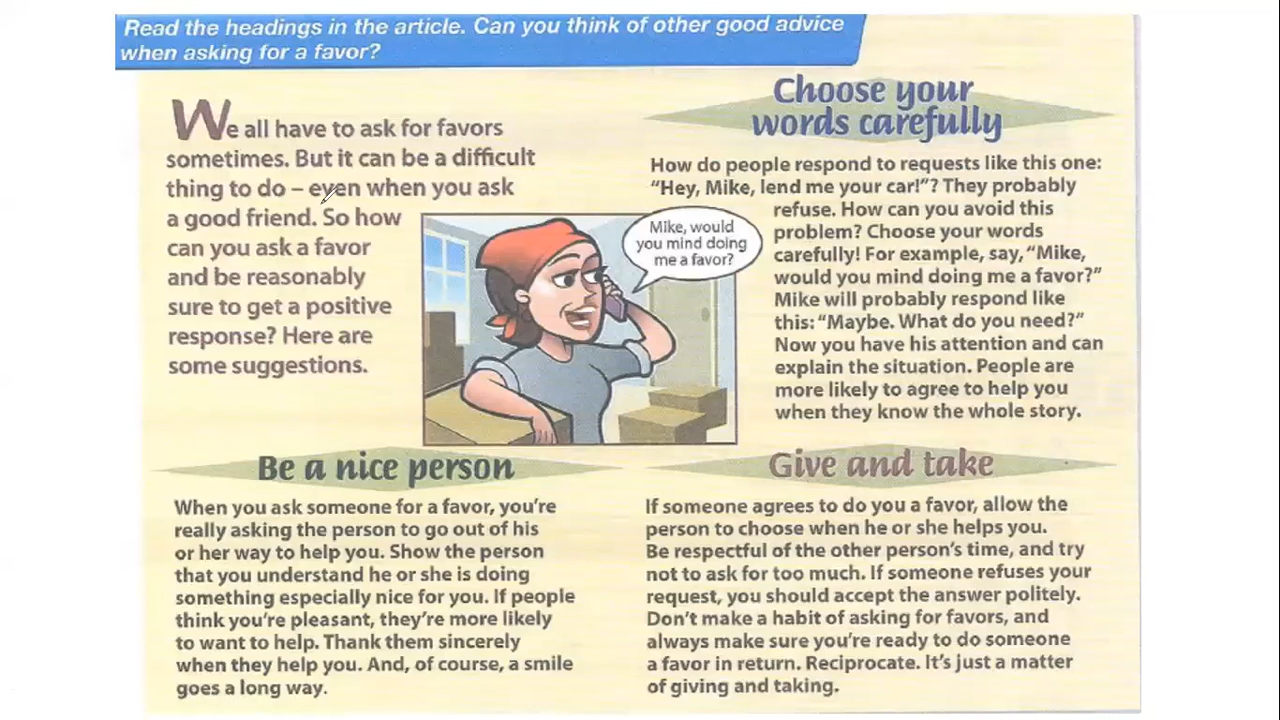 Read the headings in the article. Can you think of other good advice
when asking for a favor?
We all have to ask for favors
sometimes. But it can be a difficult
thing to do – even when you ask
a good friend. So how
can you ask a favor
and be reasonably
sure to get a positive
response? Here are
some suggestions.
Mike, would
you mind doing
me a favor?
Choose your
words carefully
How do people respond to requests like this one:
“Hey, Mike, lend me your car!”? They probably
refuse. How can you avoid this
problem? Choose your words
carefully! For example, say, “Mike,
would you mind doing me a favor?”
Mike will probably respond like
this: “Maybe. What do you need?”
Now you have his attention and can
explain the situation. People are
more likely to agree to help you
when they know the whole story.
Be a nice person
When you ask someone for a favor, you’re
really asking the person to go out of his
or her way to help you. Show the person
that you understand he or she is doing
something especially nice for you. If people
think you’re pleasant, they’re more likely
to want to help. Thank them sincerely
when they help you. And, of course, a smile
goes a long way.
Give and take
If someone agrees to do you a favor, allow the
person to choose when he or she helps you.
Be respectful of the other person’s time, and try
not to ask for too much. If someone refuses your
request, you should accept the answer politely.
Don’t make a habit of asking for favors, and
always make sure you’re ready to do someone
a favor in return. Reciprocate. It’s just a matter
of giving and taking.